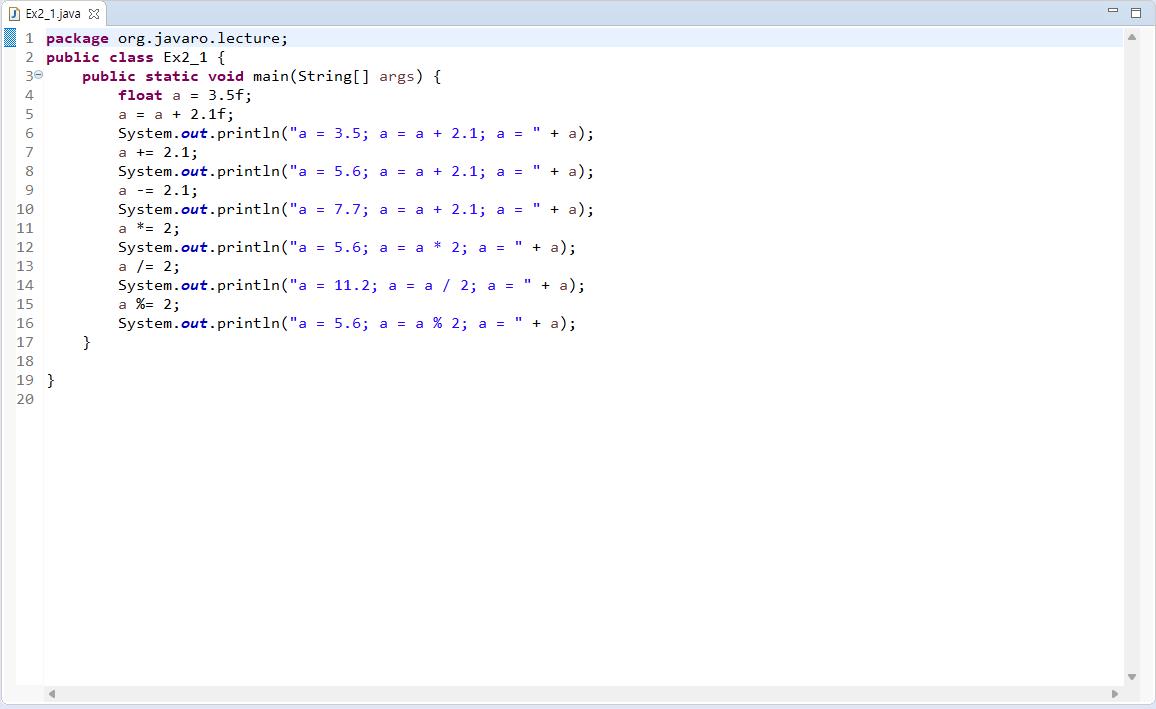 Ex2_1.java
1 package org.javaro.lecture;
2 public class Ex2_1 {
3     public static void main(String[] args) {
4         float a = 3.5f;
5         a = a + 2.1f;
6         System.out.println("a = 3.5; a = a + 2.1; a = " + a);
7         a += 2.1;
8         System.out.println("a = 5.6; a = a + 2.1; a = " + a);
9         a -= 2.1;
10         System.out.println("a = 7.7; a = a + 2.1; a = " + a);
11         a *= 2;
12         System.out.println("a = 5.6; a = a * 2; a = " + a);
13         a /= 2;
14         System.out.println("a = 11.2; a = a / 2; a = " + a);
15         a %= 2;
16         System.out.println("a = 5.6; a = a % 2; a = " + a);
17     }
18
19 }
20